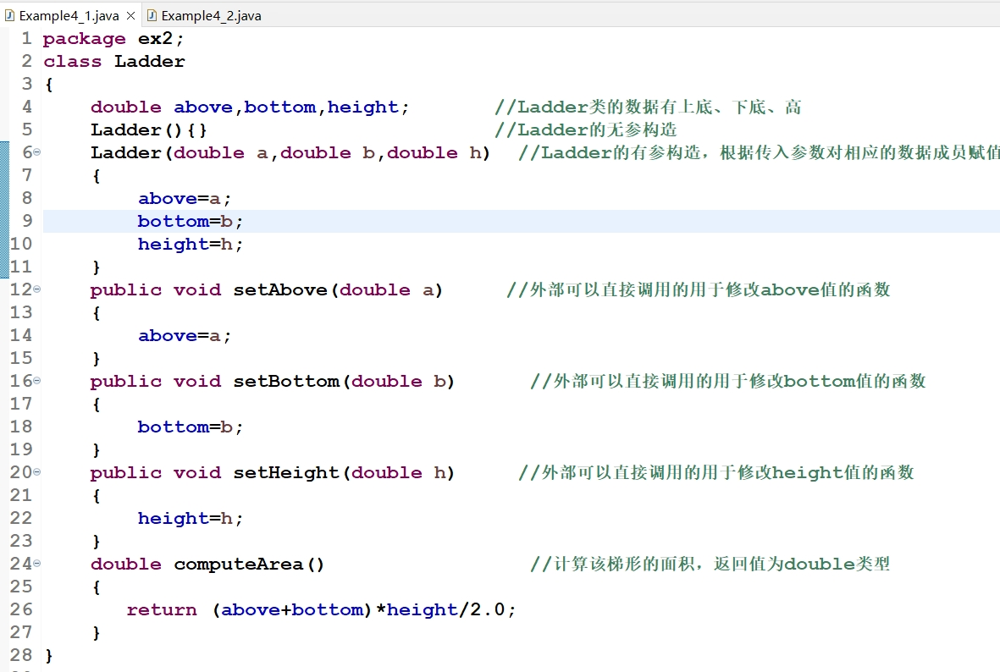 Example4_1.java × Example4_2.java
1 package ex2;
2 class Ladder
3 {
4 double above,bottom,height; //Ladder类的数据有上底、下底、高
5 Ladder(){} //Ladder的无参构造
6 Ladder(double a,double b,double h) //Ladder的有参构造，根据传入参数对相应的数据成员赋值
7 {
8 above=a;
9 bottom=b;
10 height=h;
11 }
12 public void setAbove(double a) //外部可以直接调用的用于修改above值的函数
13 {
14 above=a;
15 }
16 public void setBottom(double b) //外部可以直接调用的用于修改bottom值的函数
17 {
18 bottom=b;
19 }
20 public void setHeight(double h) //外部可以直接调用的用于修改height值的函数
21 {
22 height=h;
23 }
24 double computeArea() //计算该梯形的面积，返回值为double类型
25 {
26 return (above+bottom)*height/2.0;
27 }
28 }